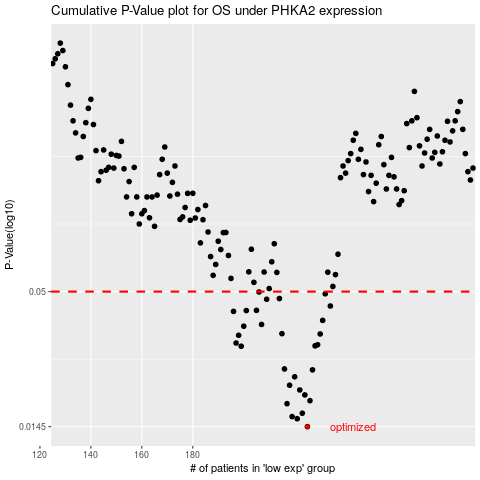 Cumulative P-Value plot for OS under PHKA2 expression
P-Value(log10)
0.05
0.0145
optimized
120 140 160 180
# of patients in 'low exp' group